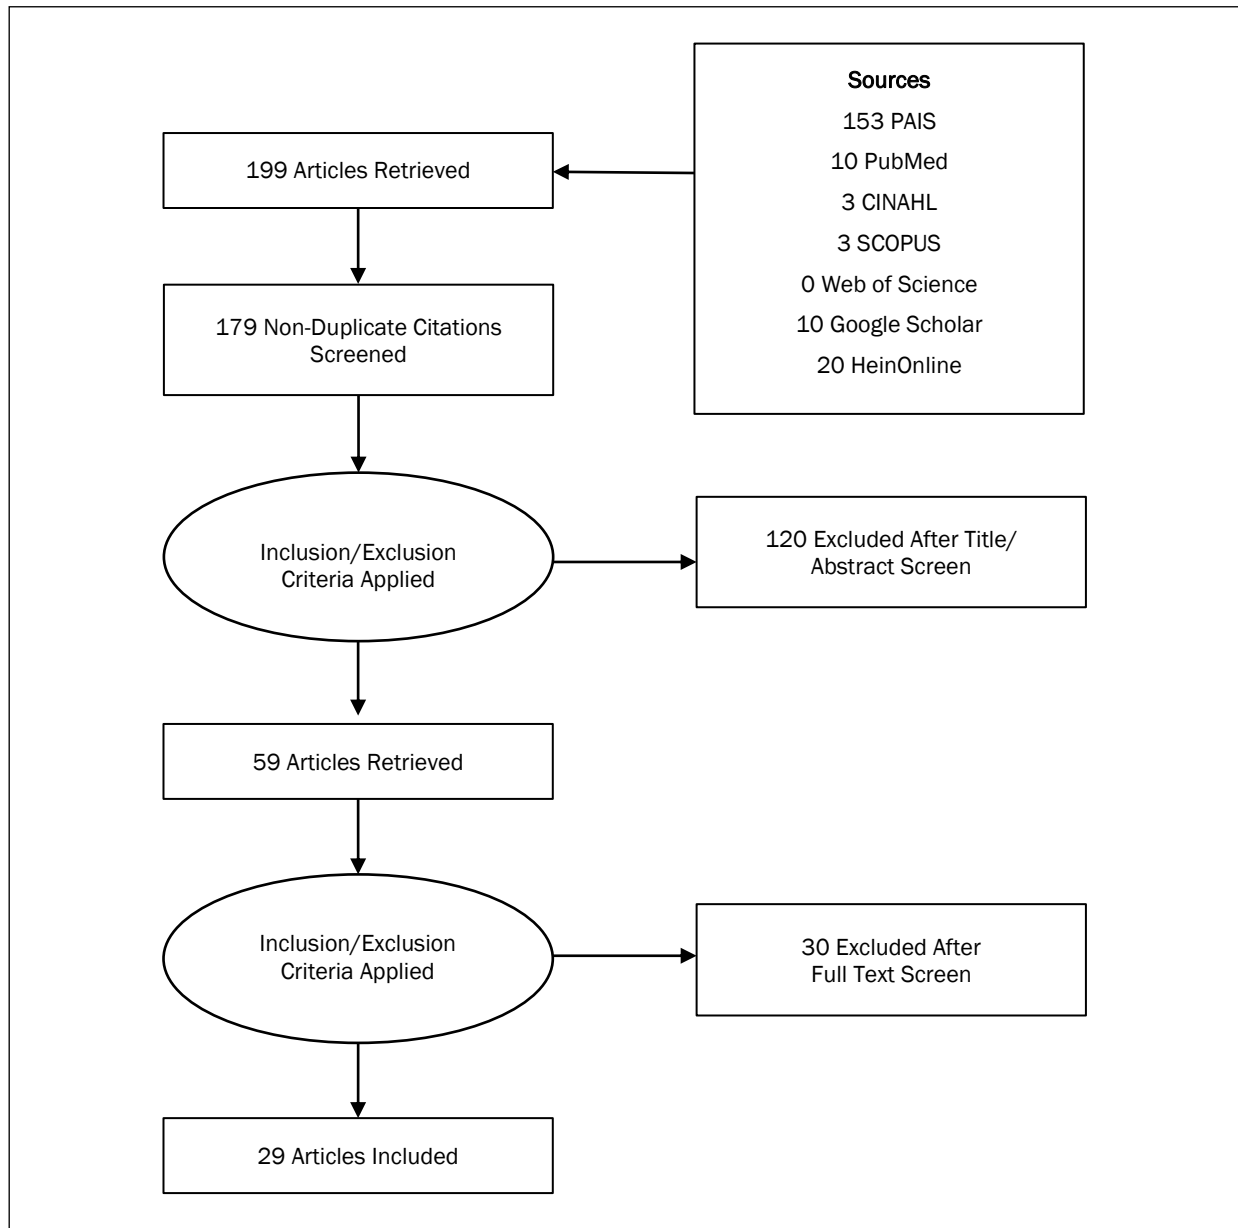 Sources
153 PAIS
10 PubMed
3 CINAHL
3 SCOPUS
0 Web of Science
10 Google Scholar
20 HeinOnline
199 Articles Retrieved
179 Non-Duplicate Citations
Screened
Inclusion/Exclusion
Criteria Applied
120 Excluded After Title/
Abstract Screen
59 Articles Retrieved
Inclusion/Exclusion
Criteria Applied
30 Excluded After
Full Text Screen
29 Articles Included